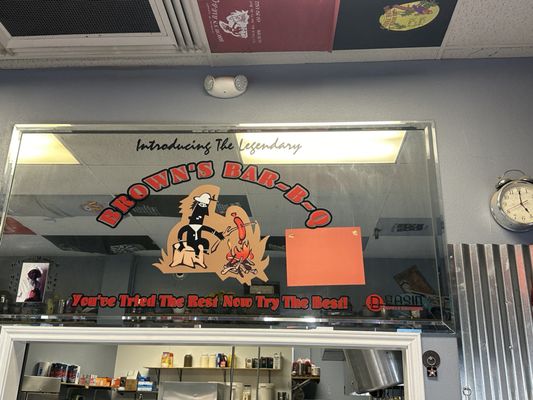 Introducing The Legendary
BROWN'S BAR-B-Q
You've Tried The Rest Now Try The Best!!